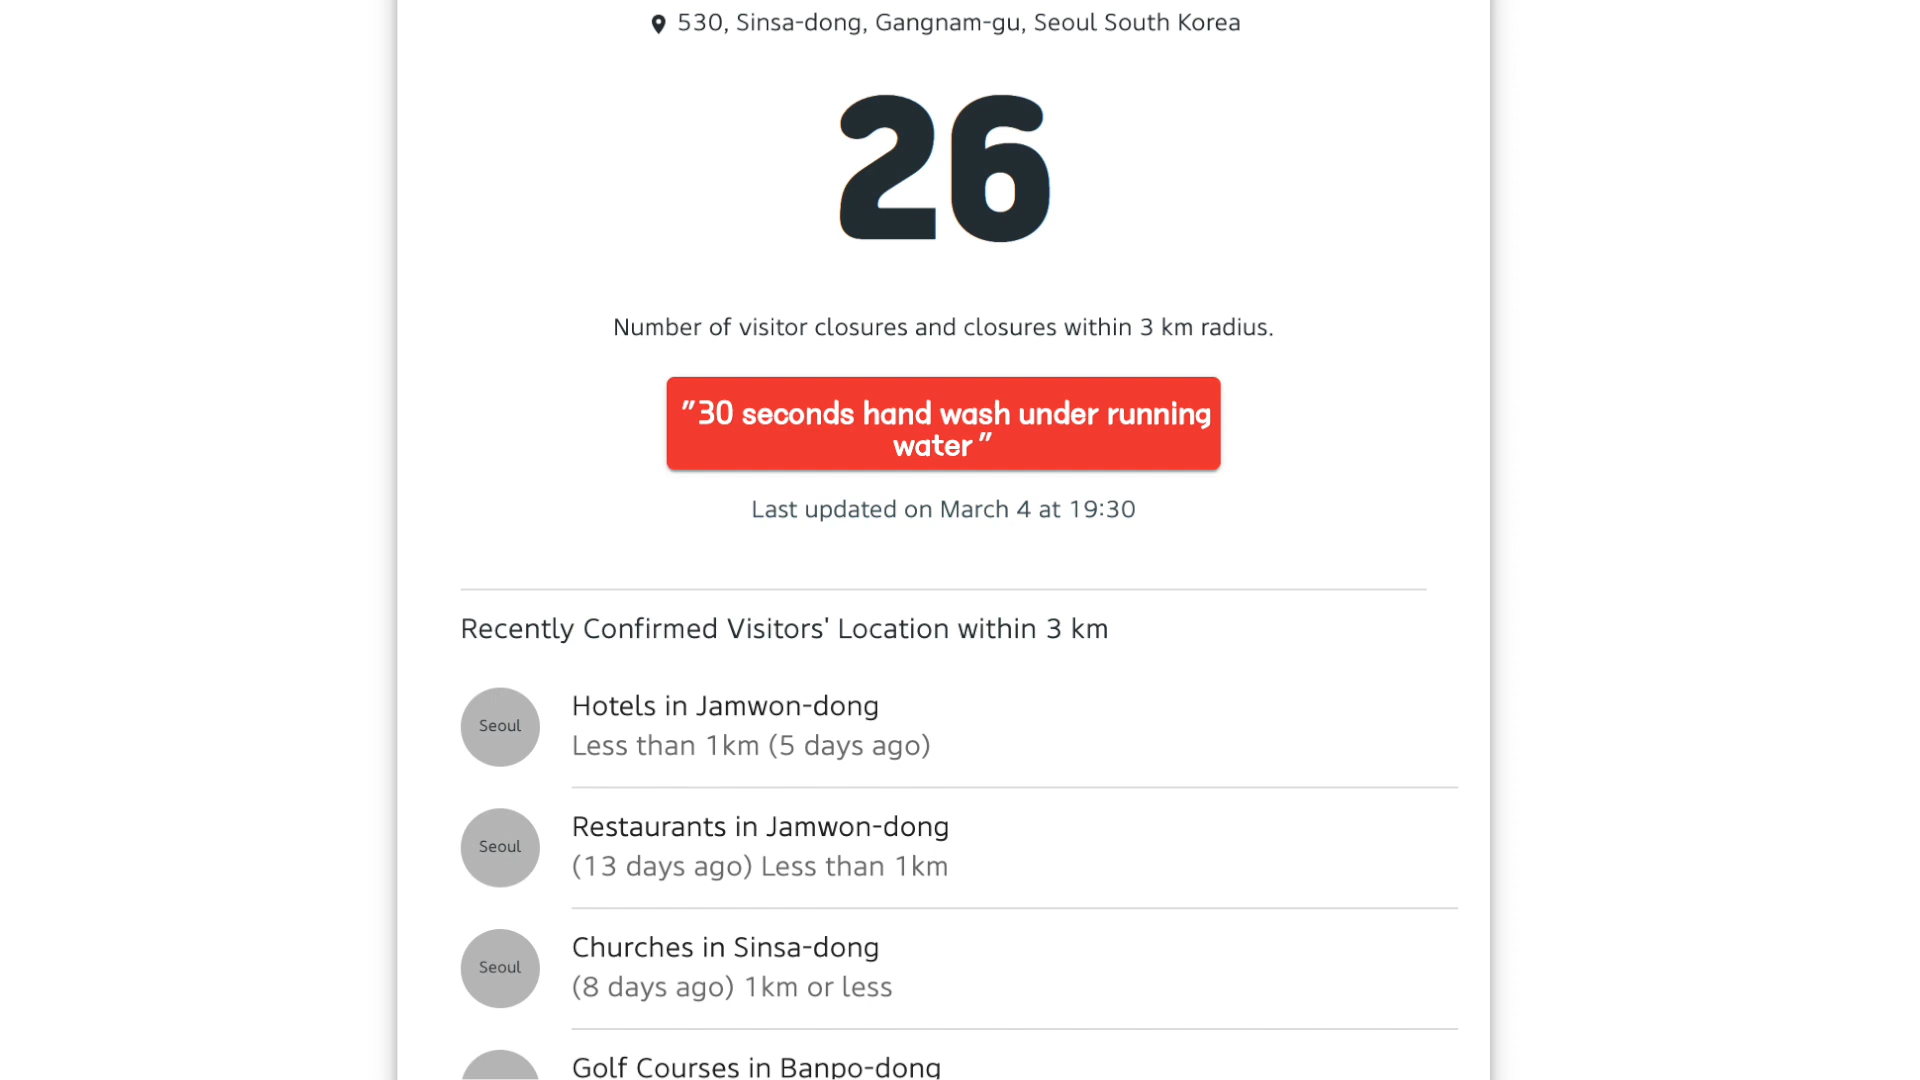 530, Sinsa-dong, Gangnam-gu, Seoul South Korea
26
Number of visitor closures and closures within 3 km radius.
"30 seconds hand wash under running
water"
Last updated on March 4 at 19:30
Recently Confirmed Visitors' Location within 3 km
Seoul
Hotels in Jamwon-dong
Less than 1km (5 days ago)
Seoul
Restaurants in Jamwon-dong
(13 days ago) Less than 1km
Seoul
Churches in Sinsa-dong
(8 days ago) 1km or less
Golf Courses in Banpo-dong